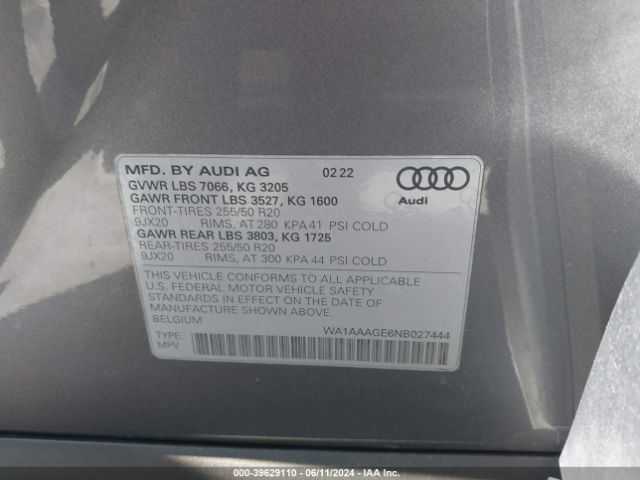 MFD. BY AUDI AG 02 22
GVWR LBS 7066, KG 3205
GAWR FRONT LBS 3527, KG 1600
FRONT-TIRES 255/50 R20
9JX20 RIMS, AT 280 KPA 41 PSI COLD
GAWR REAR LBS 3803, KG 1725
REAR-TIRES 255/50 R20
9JX20 RIMS, AT 300 KPA 44 PSI COLD
Audi
THIS VEHICLE CONFORMS TO ALL APPLICABLE
U.S. FEDERAL MOTOR VEHICLE SAFETY
STANDARDS IN EFFECT ON THE DATE OF
MANUFACTURE SHOWN ABOVE.
BELGIUM
WA1AAAGE6NB027444
TYPE:
MPV
000-39629110 - 06/11/2024 - IAAI.COM